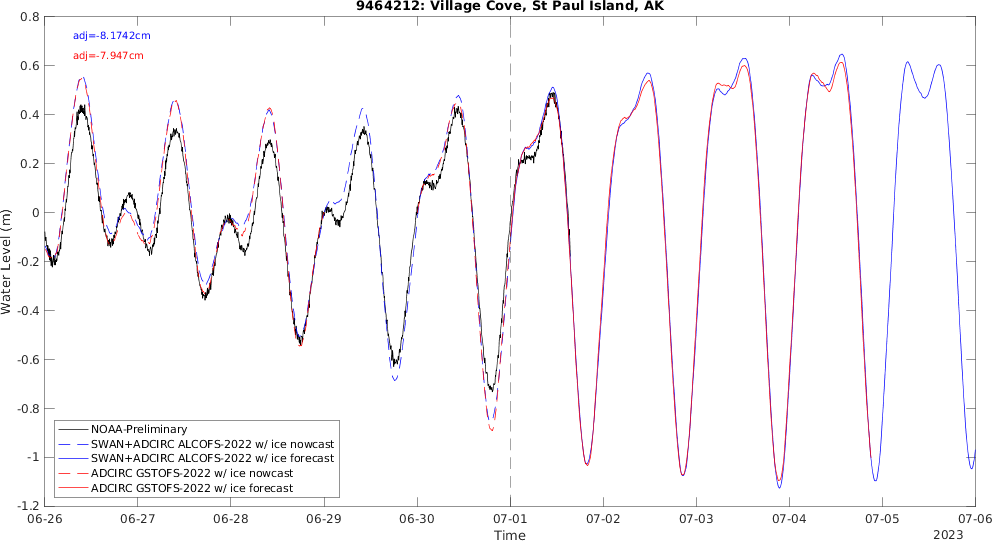 9464212: Village Cove, St Paul Island, AK
adj=-8.1742cm
adj=-7.947cm
0.8
0.6
0.4
0.2
0
-0.2
-0.4
-0.6
-0.8
-1
-1.2
Water Level (m)
NOAA-Preliminary
SWAN+ADCIRC ALCOFS-2022 w/ ice nowcast
SWAN+ADCIRC ALCOFS-2022 w/ ice forecast
ADCIRC GSTOFS-2022 w/ ice nowcast
ADCIRC GSTOFS-2022 w/ ice forecast
06-26 06-27 06-28 06-29 06-30 07-01 07-02 07-03 07-04 07-05 07-06
Time
2023